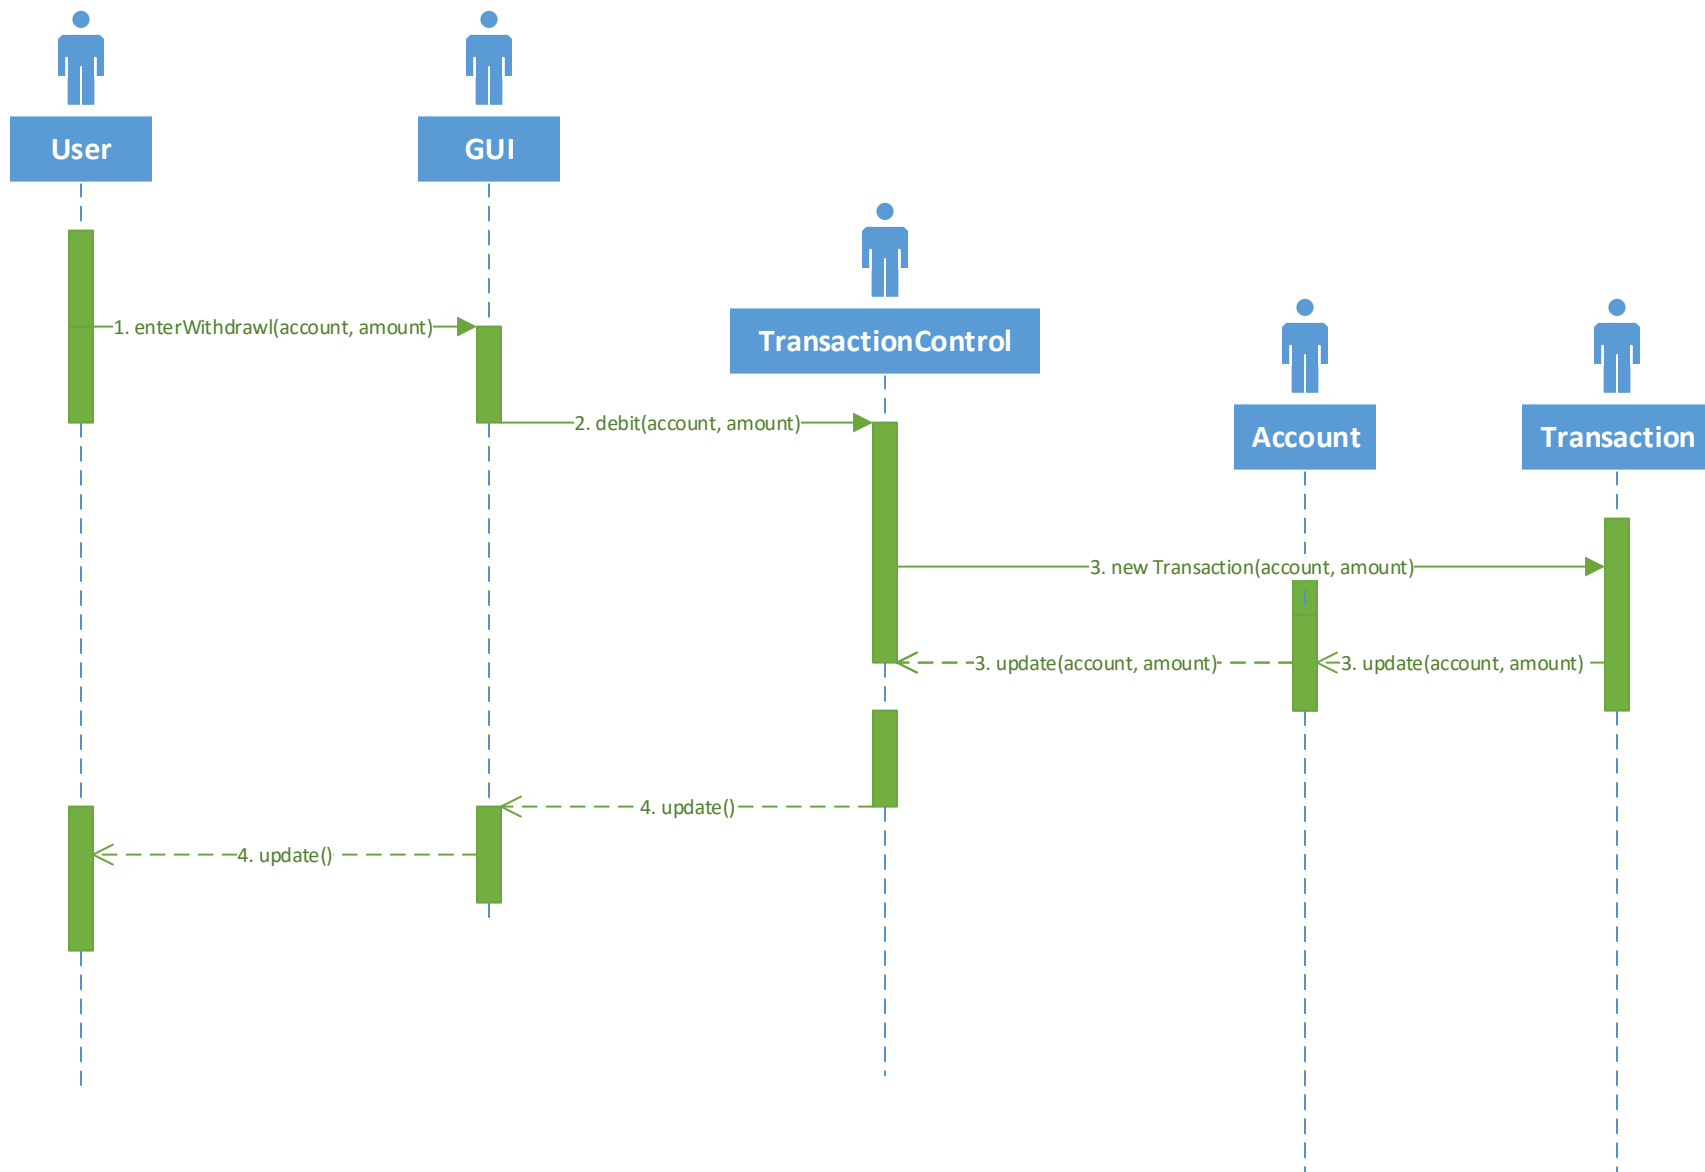 User
GUI
TransactionControl
Account
Transaction
1. enterWithdrawl(account, amount)
2. debit(account, amount)
3. new Transaction(account, amount)
3. update(account, amount)
3. update(account, amount)
4. update()
4. update()